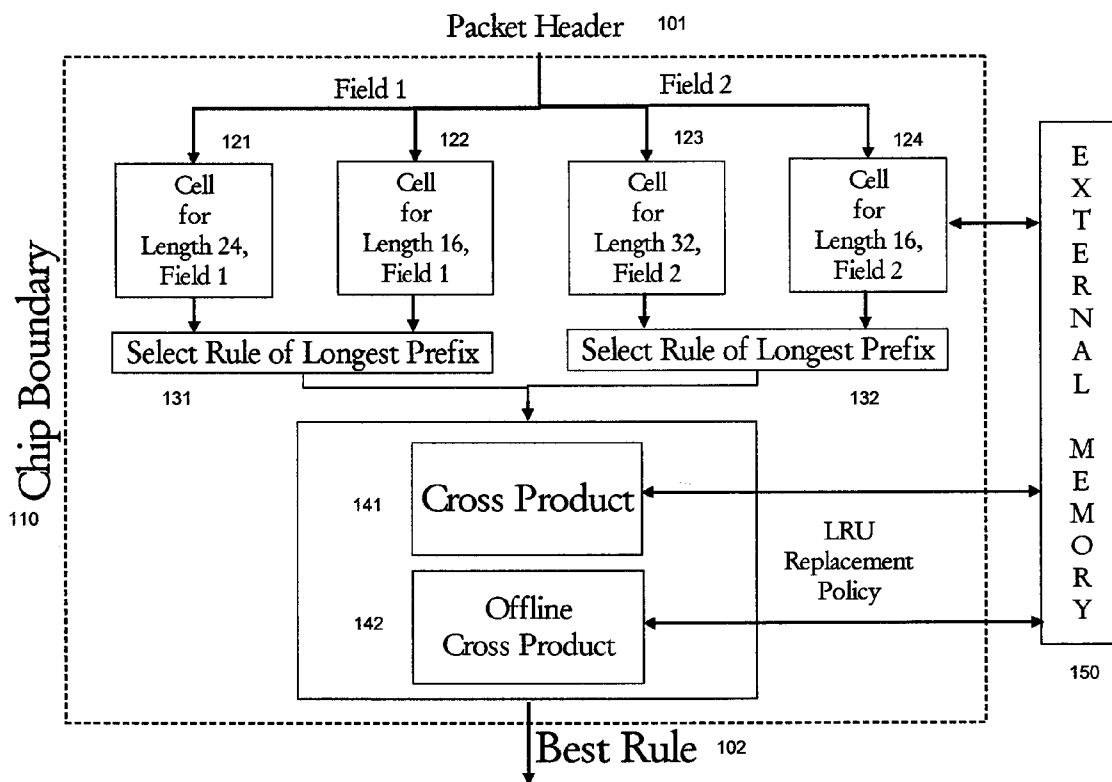 Packet Header 101
Field 1
Field 2
121
122
123
124
Cell
for
Length 24,
Field 1
Cell
for
Length 16,
Field 1
Cell
for
Length 32,
Field 2
Cell
for
Length 16,
Field 2
Select Rule of Longest Prefix
Select Rule of Longest Prefix
131
132
Chip Boundary
110
141
Cross Product
LRU
Replacement
Policy
142
Offline
Cross Product
EXTERNAL MEMORY
150
Best Rule 102